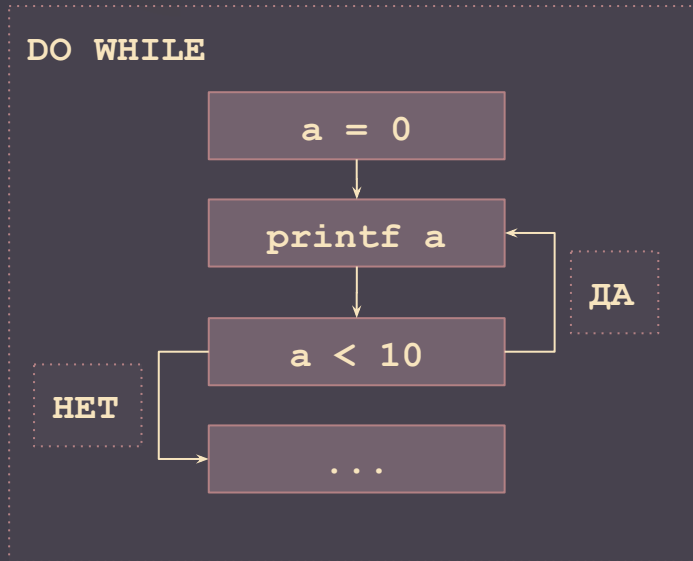 DO WHILE
a = 0
printf a
ДА
a < 10
НЕТ
...